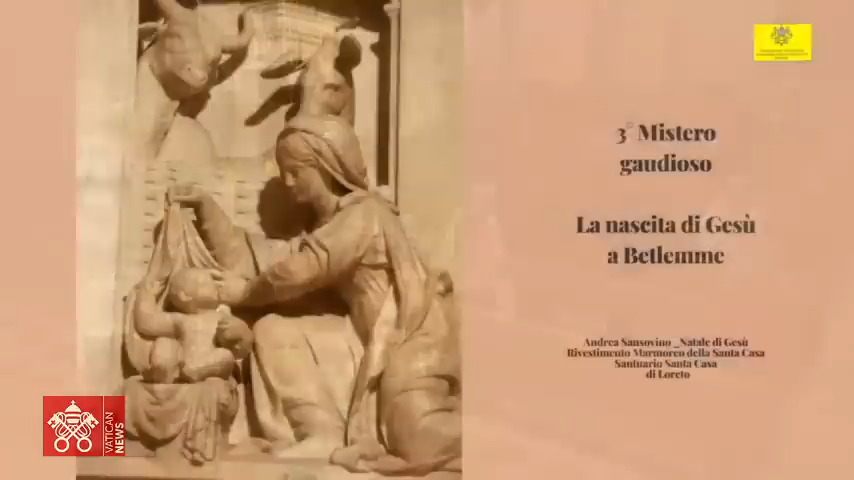 3° Mistero
gaudioso
La nascita di Gesù
a Betlemme
Andrea Sansovino _Natale di Gesù
Rivestimento Marmoreo della Santa Casa
Santuario Santa Casa
di Loreto
VATICAN
NEWS